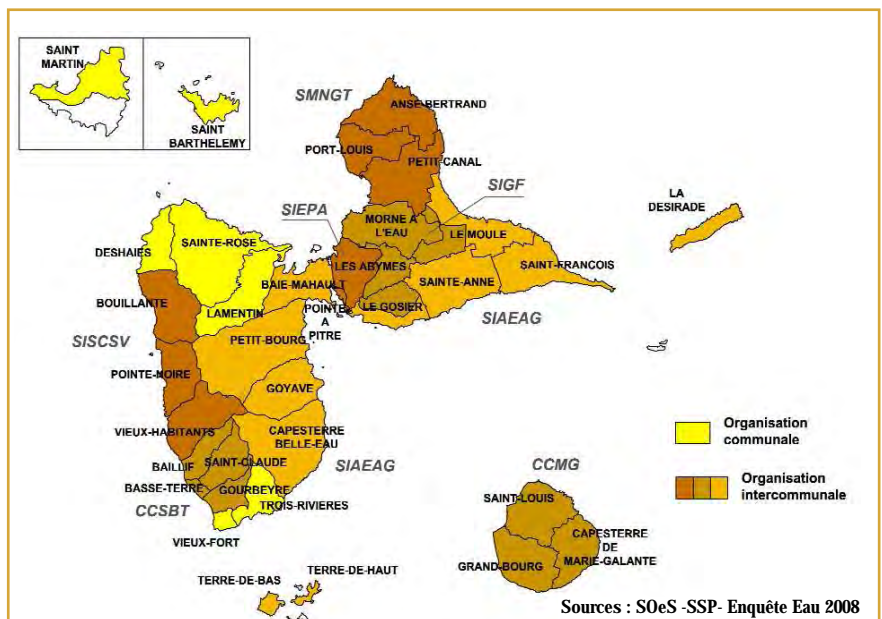 SAINT
MARTIN
SAINT
BARTHELEMY
SMNGT
ANSE-BERTRAND
PORT-LOUIS
PETIT-CANAL
SIGF
SIEPA
MORNE A
L'EAU
LE MOULE
LA
DESIRADE
DESHAIES
SAINTE-ROSE
LES ABYMES
SAINT-FRANÇOIS
BAIE-MAHAULT
SAINTE-ANNE
BOUILLANTE
LAMENTIN
POINTE
A
PITRE
LE GOSIER
SIAEAG
SISCSV
PETIT-BOURG
POINTE-NOIRE
GOYAVE
VIEUX-HABITANTS
CAPESTERRE
BELLE-EAU
BAILLIF
SAINT-CLAUDE
SIAEAG
BASSE-TERRE
GOURBEYRE
TROIS-RIVIERES
CCSBT
VIEUX-FORT
CCMG
SAINT-LOUIS
CAPESTERRE
DE
MARIE-GALANTE
GRAND-BOURG
TERRE-DE-HAUT
TERRE-DE-BAS
Organisation
communale
Organisation
intercommunale
Sources : SOeS -SSP- Enquête Eau 2008